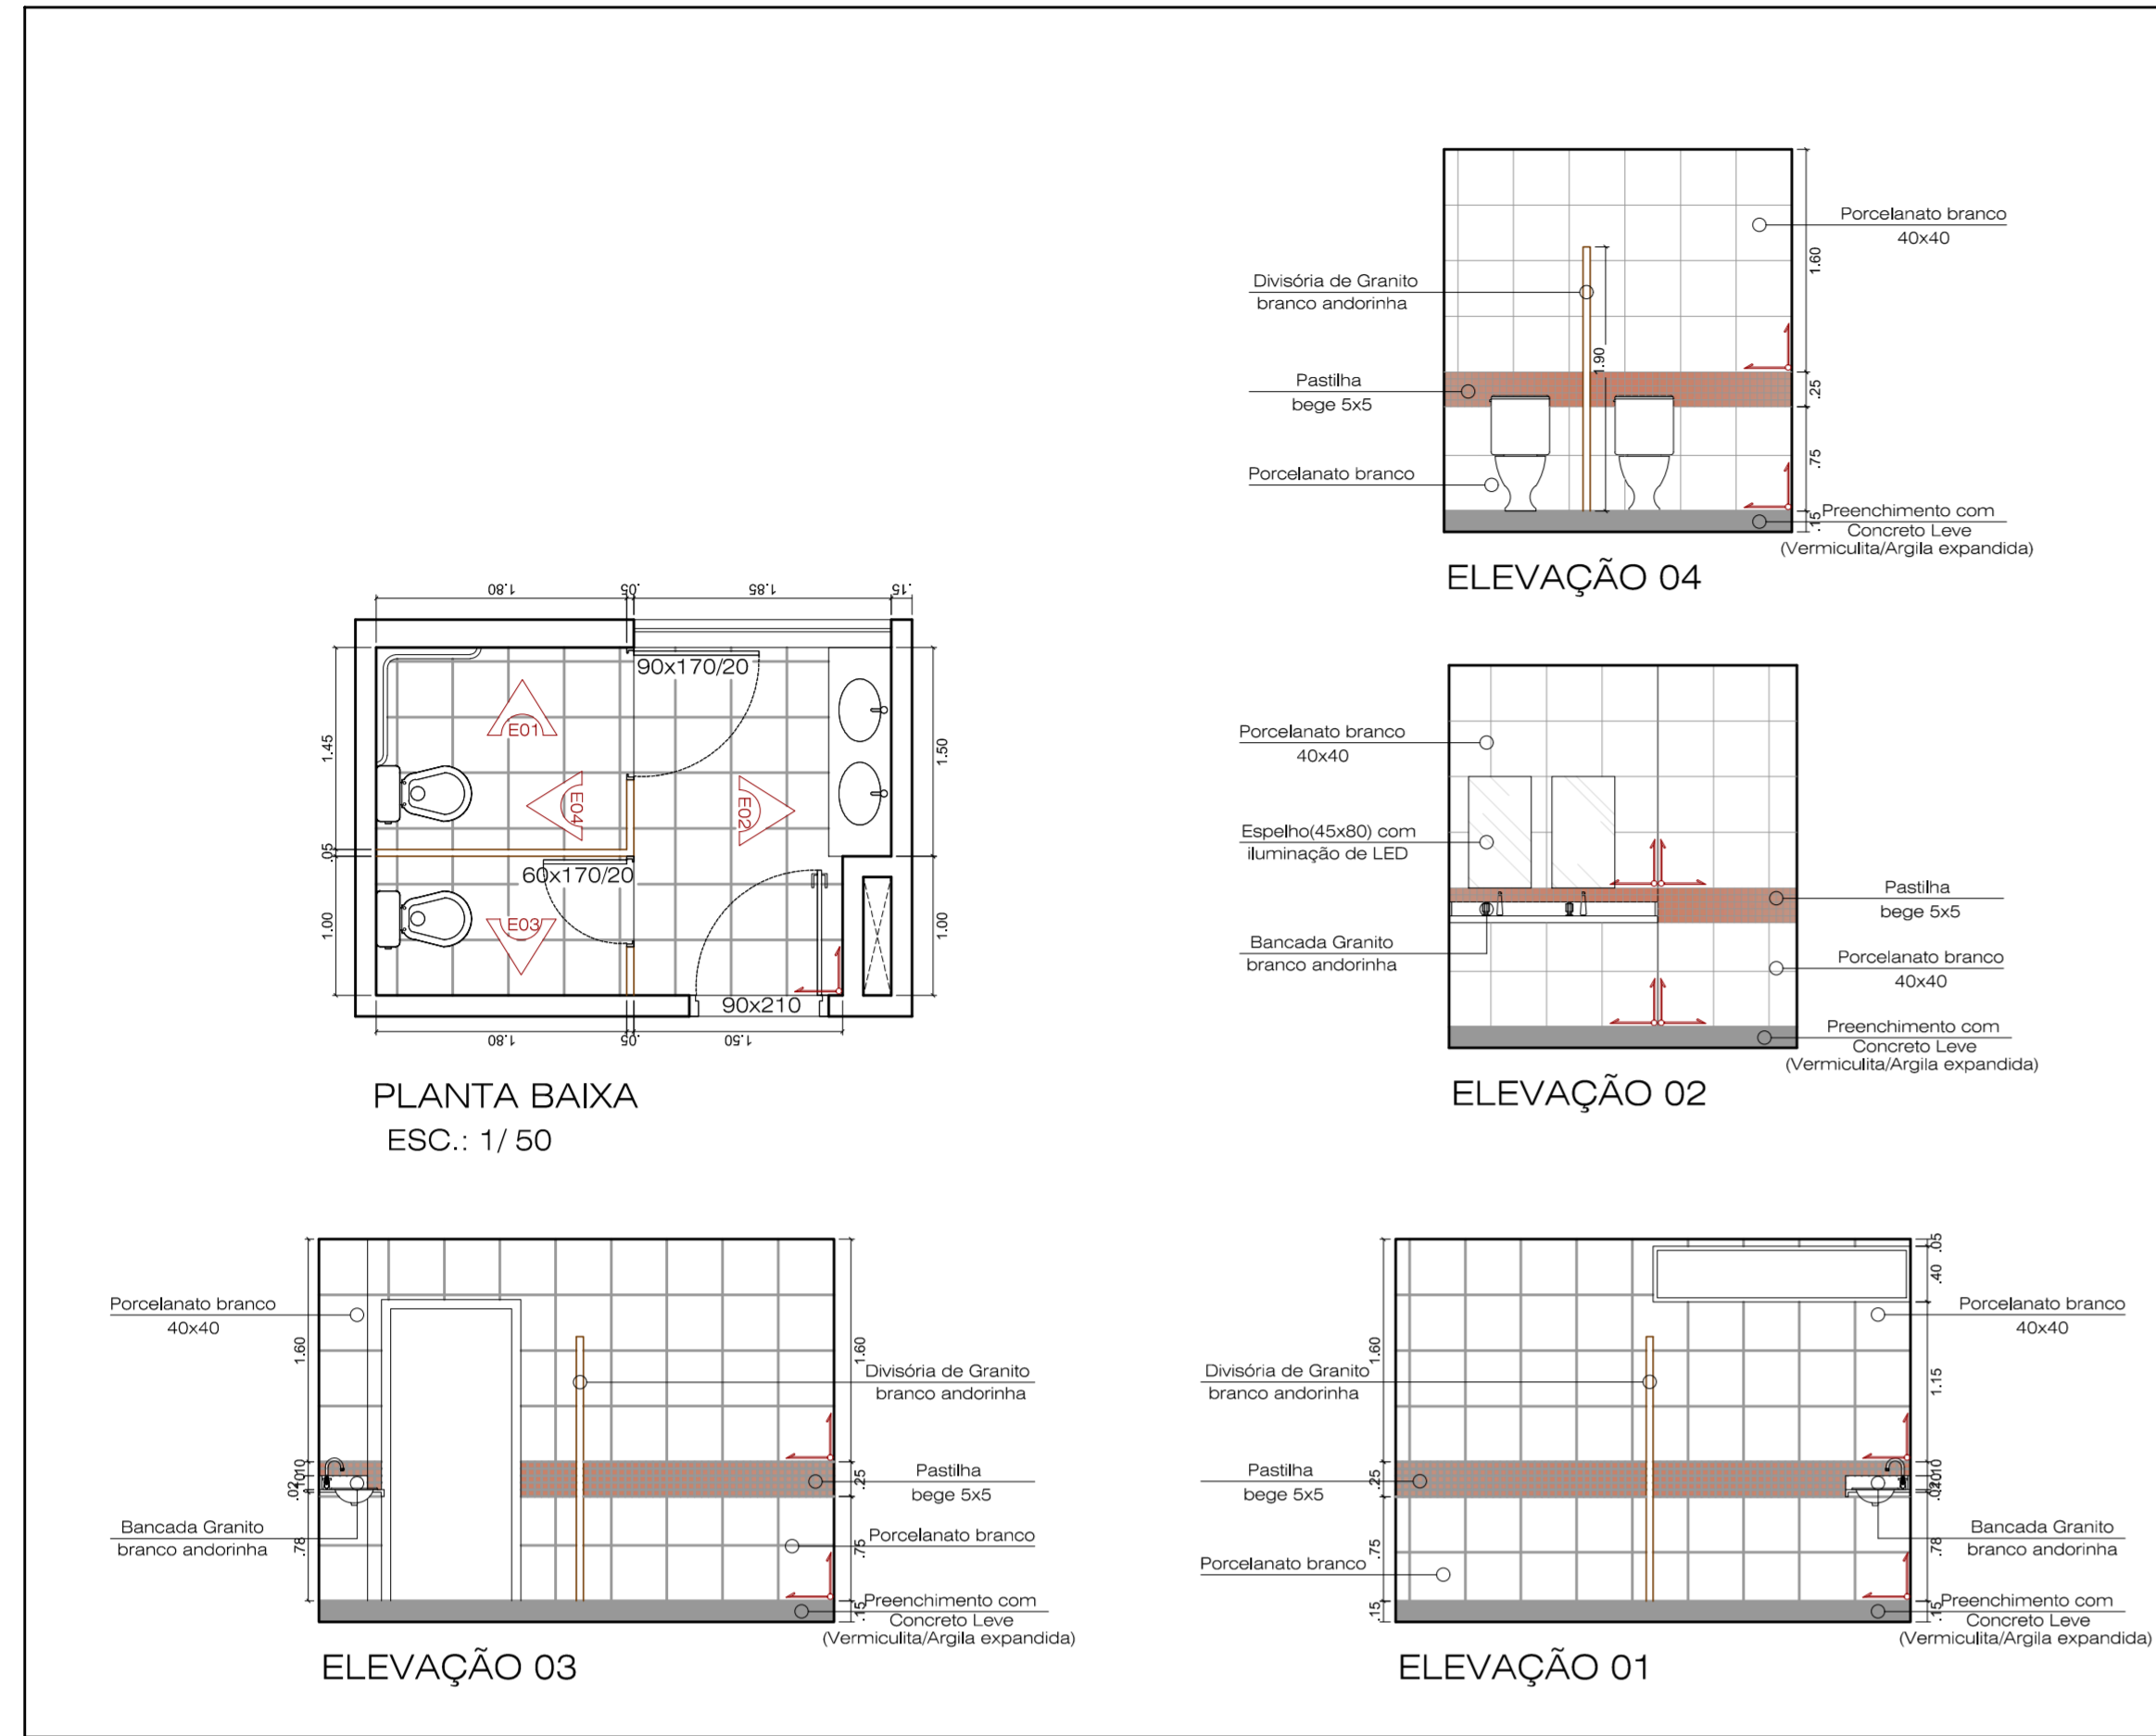 Porcelanato branco
40x40
Divisória de Granito
branco andorinha
Pastilha
bege 5x5
Porcelanato branco
1.60
1.90
.25
.75
.15
Preenchimento com
Concreto Leve
(Vermiculita/Argila expandida)
ELEVAÇÃO 04
1.80
.05
1.85
.15
90x170/20
E01
E04
E02
60x170/20
E03
90x210
1.45
.05
1.00
1.50
1.00
1.80
.05
1.50
PLANTA BAIXA
ESC.: 1/ 50
Porcelanato branco
40x40
Espelho(45x80) com
iluminação de LED
Bancada Granito
branco andorinha
Pastilha
bege 5x5
Porcelanato branco
40x40
Preenchimento com
Concreto Leve
(Vermiculita/Argila expandida)
ELEVAÇÃO 02
Porcelanato branco
40x40
1.60
.10
.02
.78
Bancada Granito
branco andorinha
1.60
.25
.75
.15
Divisória de Granito
branco andorinha
Pastilha
bege 5x5
Porcelanato branco
Preenchimento com
Concreto Leve
(Vermiculita/Argila expandida)
ELEVAÇÃO 03
Divisória de Granito
branco andorinha
Pastilha
bege 5x5
Porcelanato branco
1.60
.25
.75
.15
.05
.40
1.15
.10
.78
.15
Porcelanato branco
40x40
Bancada Granito
branco andorinha
Preenchimento com
Concreto Leve
(Vermiculita/Argila expandida)
ELEVAÇÃO 01